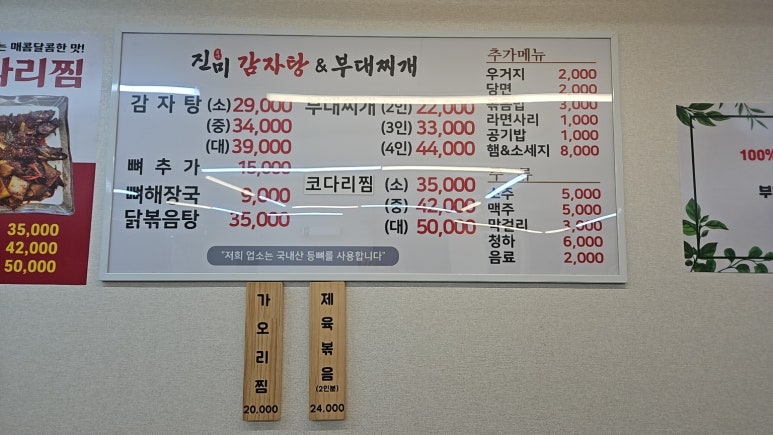 는 매콤달콤한 맛!
다리찜
35,000
42,000
50,000
진미 감자탕 & 부대찌개
감자탕 (소) 29,000
(중) 34,000
(대) 39,000
뼈추가 15,000
뼈해장국 9,000
닭볶음탕 35,000
부대찌개 (2인) 22,000
(3인) 33,000
(4인) 44,000
코다리찜 (소) 35,000
(중) 42,000
(대) 50,000
추가메뉴
우거지 2,000
당면 2,000
볶음밥 3,000
라면사리 1,000
공기밥 1,000
햄&소세지 8,000
주류
소주 5,000
맥주 5,000
막걸리 3,000
청하 6,000
음료 2,000
"저희 업소는 국내산 등뼈를 사용합니다"
가오리찜
20,000
제육볶음
(2인분)
24,000
100%
부